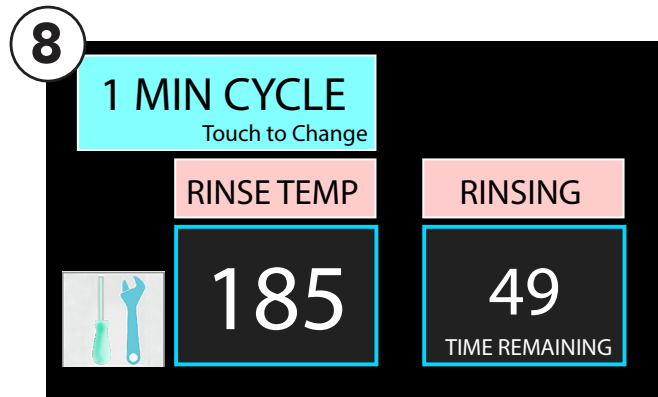 8
1 MIN CYCLE
Touch to Change
RINSE TEMP
RINSING
185
49
TIME REMAINING